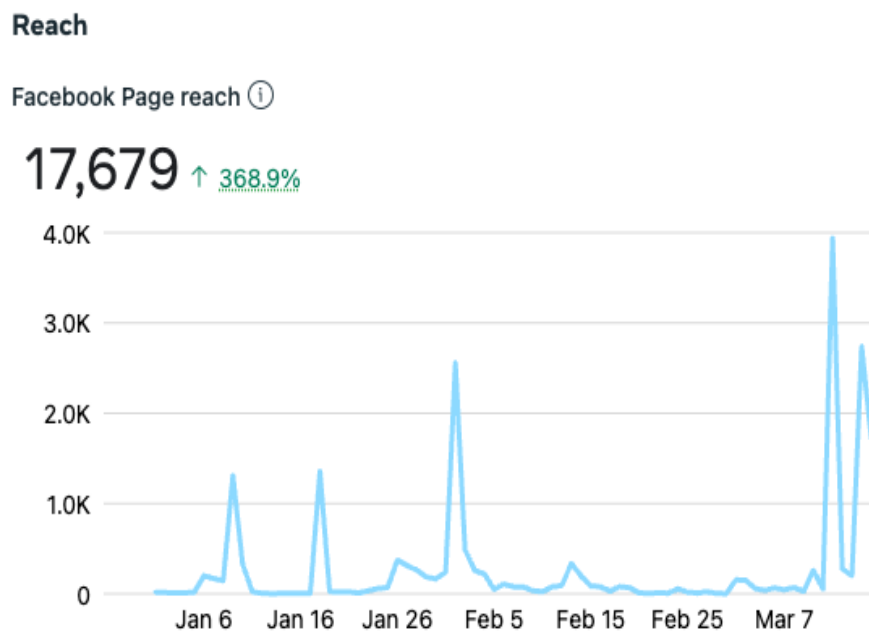 Reach
Facebook Page reach
17,679 ↑ 368.9%
4.0K
3.0K
2.0K
1.0K
0
Jan 6 Jan 16 Jan 26 Feb 5 Feb 15 Feb 25 Mar 7